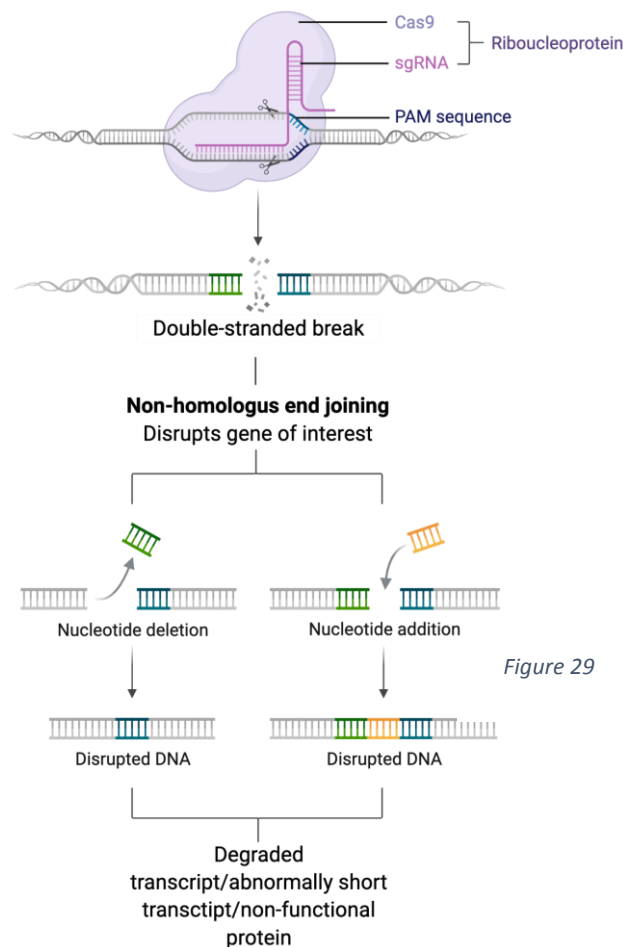 Cas9
Riboucleoprotein
sgRNA
PAM sequence
Double-stranded break
Non-homologus end joining
Disrupts gene of interest
Nucleotide deletion
Nucleotide addition
Figure 29
Disrupted DNA
Disrupted DNA
Degraded
transcript/abnormally short
transctipt/non-functional
protein